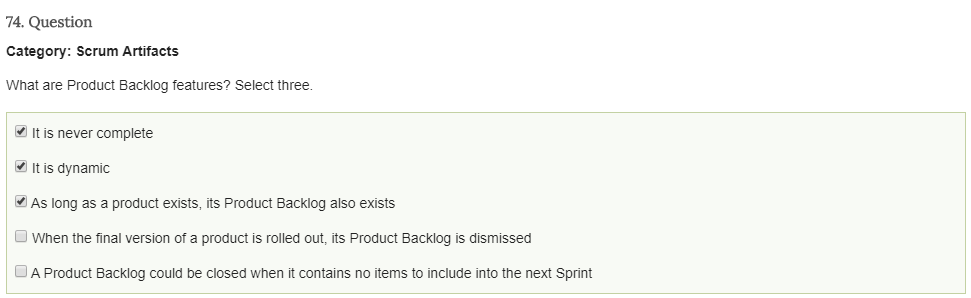 74. Question
Category: Scrum Artifacts
What are Product Backlog features? Select three.
It is never complete
It is dynamic
As long as a product exists, its Product Backlog also exists
When the final version of a product is rolled out, its Product Backlog is dismissed
A Product Backlog could be closed when it contains no items to include into the next Sprint